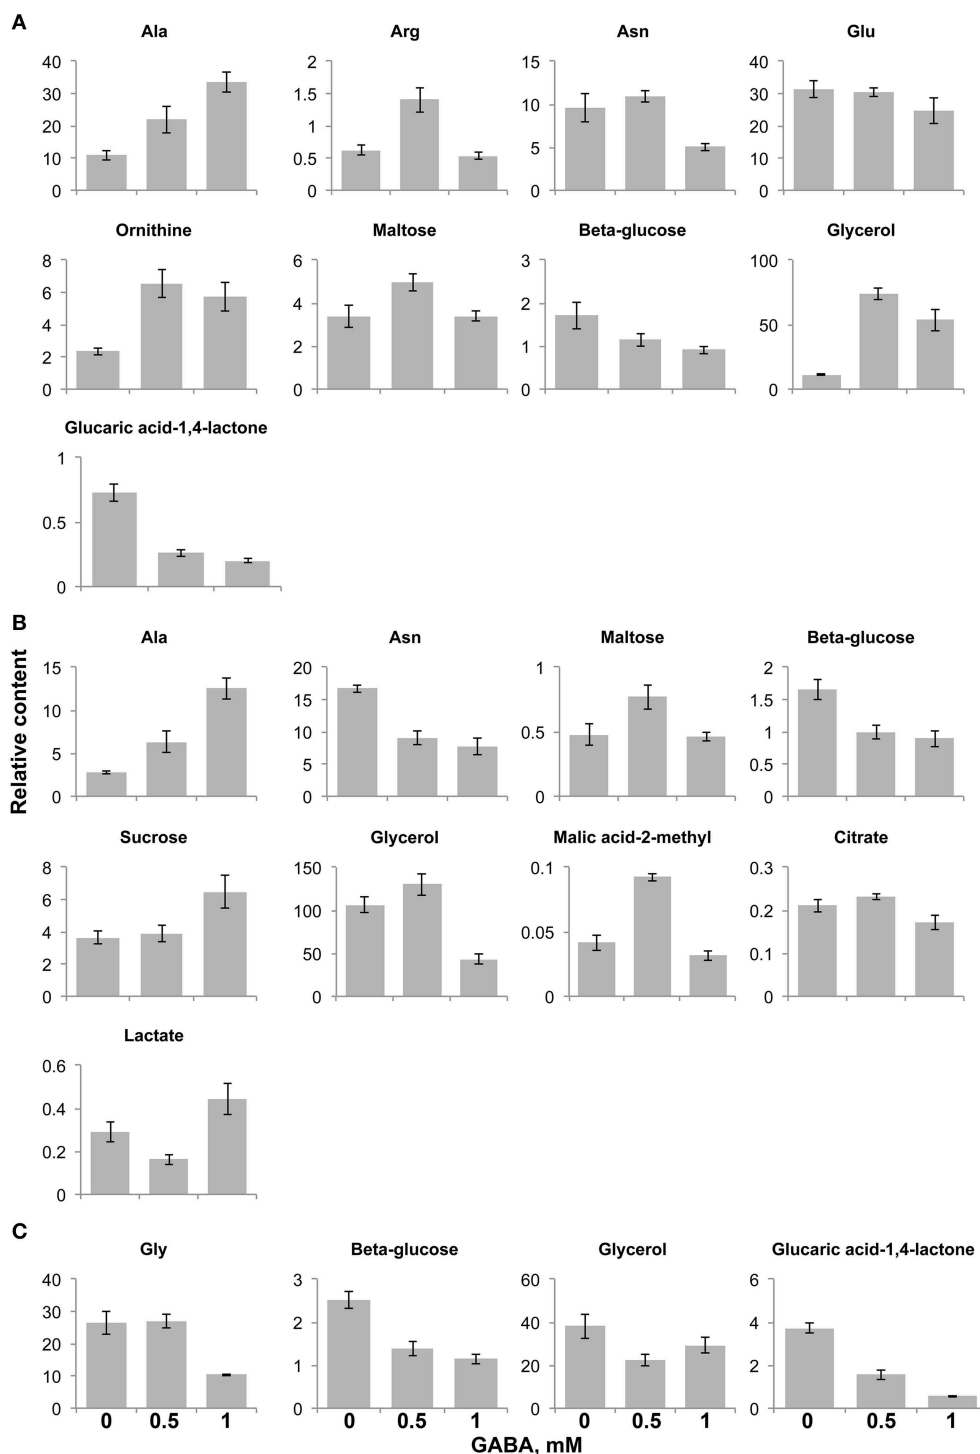 A
Ala Arg Asn Glu
40 2 15 40
30 1.5 30
10
20 1 20
5
10 0.5 10
0 0 0 0
Ornithine Maltose Beta-glucose Glycerol
8 6 3 100
6
4 2
4 50
2 1
2
0 0 0 0
Glucaric acid-1,4-lactone
1
0.5
0
B
Relative content
Ala Asn Maltose Beta-glucose
15 20 1 2
15 1.5
10
10 0.5 1
5
5 0.5
0 0 0 0
Sucrose Glycerol Malic acid-2-methyl Citrate
8 150 0.1 0.3
6
100 0.2
4 0.05
50 0.1
2
0 0 0 0
Lactate
0.6
0.4
0.2
0
C
Gly Beta-glucose Glycerol Glucaric acid-1,4-lactone
40 3 60 6
30
2 40 4
20
1 20 2
10
0 0 0 0
0 0.5 1 0 0.5 1 0 0.5 1 0 0.5 1
GABA, mM